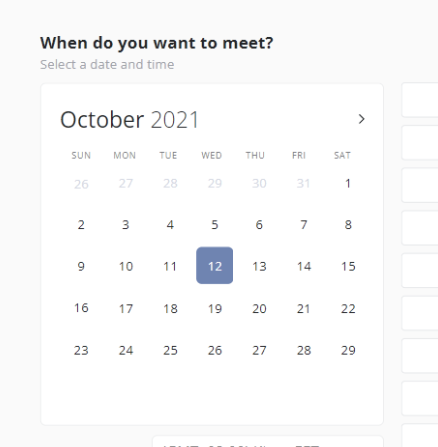 When do you want to meet?
Select a date and time
October 2021
SUN MON TUE WED THU FRI SAT
26 27 28 29 30 31 1
2 3 4 5 6 7 8
9 10 11 12 13 14 15
16 17 18 19 20 21 22
23 24 25 26 27 28 29